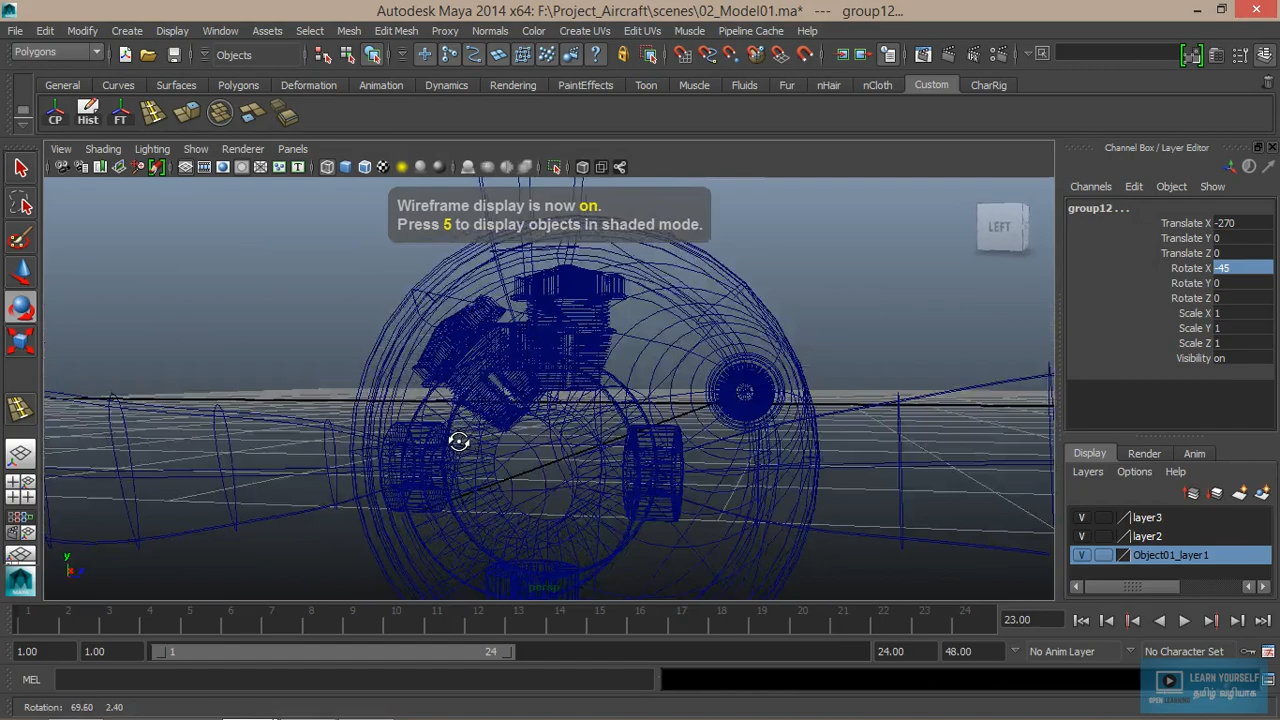 Autodesk Maya 2014 x64: F:\Project_Aircraft\scenes\02_Model01.ma* --- group12...
File Edit Modify Create Display Window Assets Select Mesh Edit Mesh Proxy Normals Color Create UVs Edit UVs Muscle Pipeline Cache Help
Polygons Objects
General Curves Surfaces Polygons Deformation Animation Dynamics Rendering PaintEffects Toon Muscle Fluids Fur nHair nCloth Custom CharRig
CP Hist FT
View Shading Lighting Show Renderer Panels
Channel Box / Layer Editor
Channels Edit Object Show
group12...
Translate X -270
Translate Y 0
Translate Z 0
Rotate X -45
Rotate Y 0
Rotate Z 0
Scale X 1
Scale Y 1
Scale Z 1
Visibility on
Wireframe display is now on.
Press 5 to display objects in shaded mode.
LEFT
y
persp
Display Render Anim
Layers Options Help
V layer3
V layer2
V Object01_layer1
1 2 3 4 5 6 7 8 9 10 11 12 13 14 15 16 17 18 19 20 21 22 23 24
23.00
1.00 1.00 1 24 24.00 48.00 No Anim Layer No Character Set
MEL
Rotation: 69.60 2.40
LEARN YOURSELF
OPEN LEARNING
தமிழ் வழியாக